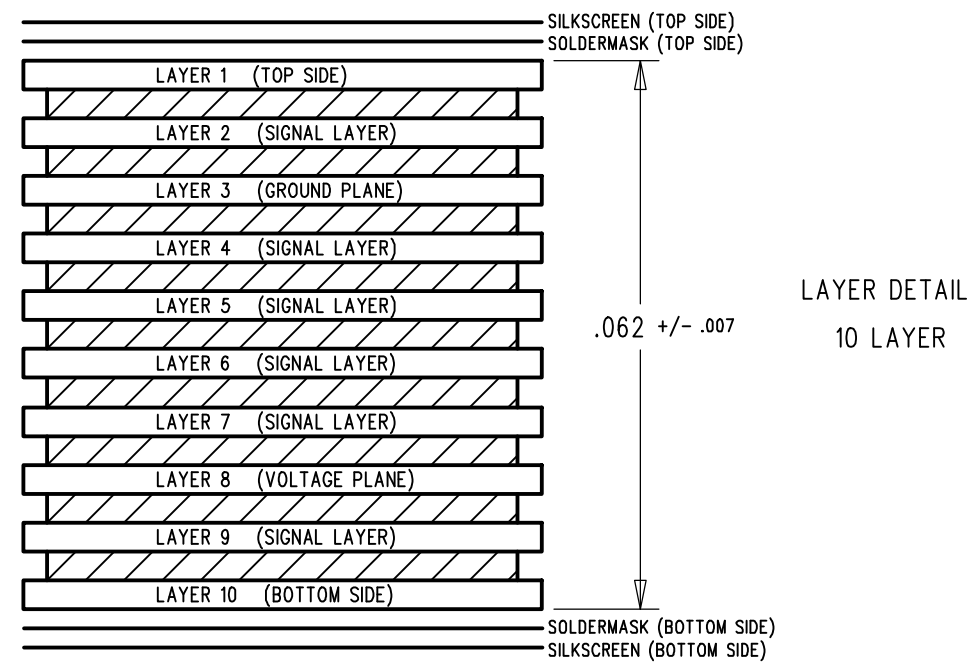 SILKSCREEN (TOP SIDE)
SOLDERMASK (TOP SIDE)
LAYER 1 (TOP SIDE)
LAYER 2 (SIGNAL LAYER)
LAYER 3 (GROUND PLANE)
LAYER 4 (SIGNAL LAYER)
LAYER 5 (SIGNAL LAYER)
LAYER 6 (SIGNAL LAYER)
LAYER 7 (SIGNAL LAYER)
LAYER 8 (VOLTAGE PLANE)
LAYER 9 (SIGNAL LAYER)
LAYER 10 (BOTTOM SIDE)
SOLDERMASK (BOTTOM SIDE)
SILKSCREEN (BOTTOM SIDE)
.062 +/- .007
LAYER DETAIL
10 LAYER